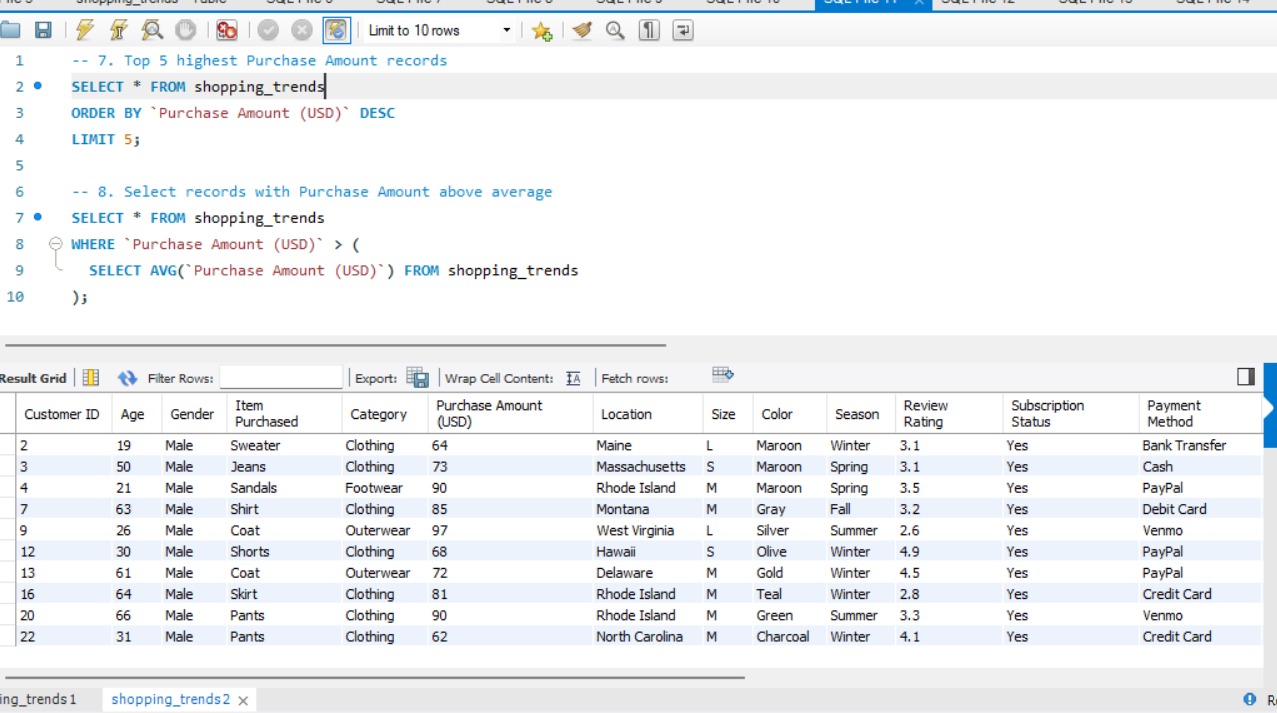 shopping_trends - Table
Limit to 10 rows
1 -- 7. Top 5 highest Purchase Amount records
2 SELECT * FROM shopping_trends
3 ORDER BY `Purchase Amount (USD)` DESC
4 LIMIT 5;
5
6 -- 8. Select records with Purchase Amount above average
7 SELECT * FROM shopping_trends
8 WHERE `Purchase Amount (USD)` > (
9 SELECT AVG(`Purchase Amount (USD)`) FROM shopping_trends
10 );
Result Grid Filter Rows: Export: Wrap Cell Content: IA Fetch rows:
Customer ID Age Gender Item Purchased Category Purchase Amount (USD) Location Size Color Season Review Rating Subscription Status Payment Method
2 19 Male Sweater Clothing 64 Maine L Maroon Winter 3.1 Yes Bank Transfer
3 50 Male Jeans Clothing 73 Massachusetts S Maroon Spring 3.1 Yes Cash
4 21 Male Sandals Footwear 90 Rhode Island M Maroon Spring 3.5 Yes PayPal
7 63 Male Shirt Clothing 85 Montana M Gray Fall 3.2 Yes Debit Card
9 26 Male Coat Outerwear 97 West Virginia L Silver Summer 2.6 Yes Venmo
12 30 Male Shorts Clothing 68 Hawaii S Olive Winter 4.9 Yes PayPal
13 61 Male Coat Outerwear 72 Delaware M Gold Winter 4.5 Yes PayPal
16 64 Male Skirt Clothing 81 Rhode Island M Teal Winter 2.8 Yes Credit Card
20 66 Male Pants Clothing 90 Rhode Island M Green Summer 3.3 Yes Venmo
22 31 Male Pants Clothing 62 North Carolina M Charcoal Winter 4.1 Yes Credit Card
ing_trends1 shopping_trends2